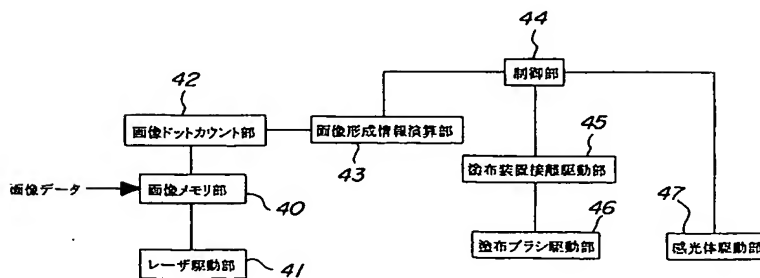 44
制御部
42
画像ドットカウント部
画像形成情報演算部
43
45
塗布装置接離駆動部
画像データ
画像メモリ部
40
46
塗布ブラシ駆動部
47
感光体駆動部
レーザ駆動部
41